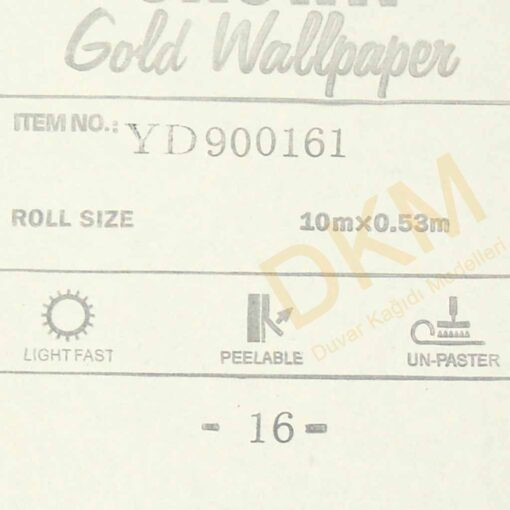 Gold Wallpaper
ITEM NO.: YD900161
ROLL SIZE 10m×0.53m
LIGHT FAST PEELABLE UN-PASTER
- 16 -
DKM
Duvar Kağıdı Modelleri